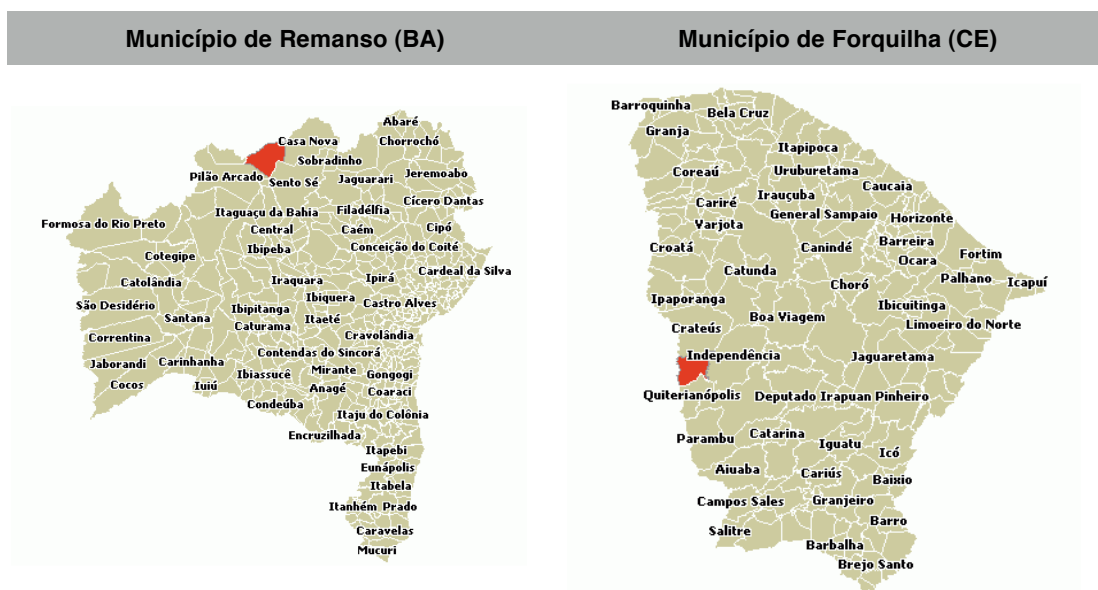 Município de Remanso (BA)
Município de Forquilha (CE)
Abaré
Casa Nova
Chorrochó
Sobradinho
Pilão Arcado
Sento Sé
Jaguarari
Jeremoabo
Cícero Dantas
Formosa do Rio Preto
Itaguaçu da Bahia
Filadélfia
Central
Caém
Cipó
Ibipeba
Conceição do Coité
Cotegipe
Cardeal da Silva
Catolândia
Iraquara
Ipirá
São Desidério
Ibiquera
Castro Alves
Santana
Ibipitanga
Itaeté
Caturama
Correntina
Cravolândia
Contendas do Sincorá
Jaborandi
Carinhanha
Ibiassucê
Mirante
Gongogi
Cocos
Iuiú
Anagé
Coaraci
Condeúba
Itaju do Colônia
Encruzilhada
Itapebi
Eunápolis
Itabela
Itanhém
Prado
Caravelas
Mucuri
Barroquinha
Bela Cruz
Granja
Itapipoca
Coreaú
Uruburetama
Caucaia
Irauçuba
Cariré
General Sampaio
Horizonte
Varjota
Croatá
Canindé
Barreira
Ocara
Fortim
Catunda
Choró
Palhano
Icapuí
Ipaporanga
Ibicuitinga
Boa Viagem
Limoeiro do Norte
Crateús
Independência
Jaguaretama
Quiterianópolis
Deputado Irapuan Pinheiro
Parambu
Catarina
Iguatu
Icó
Aiuaba
Cariús
Baixio
Campos Sales
Granjeiro
Salitre
Barro
Barbalha
Brejo Santo